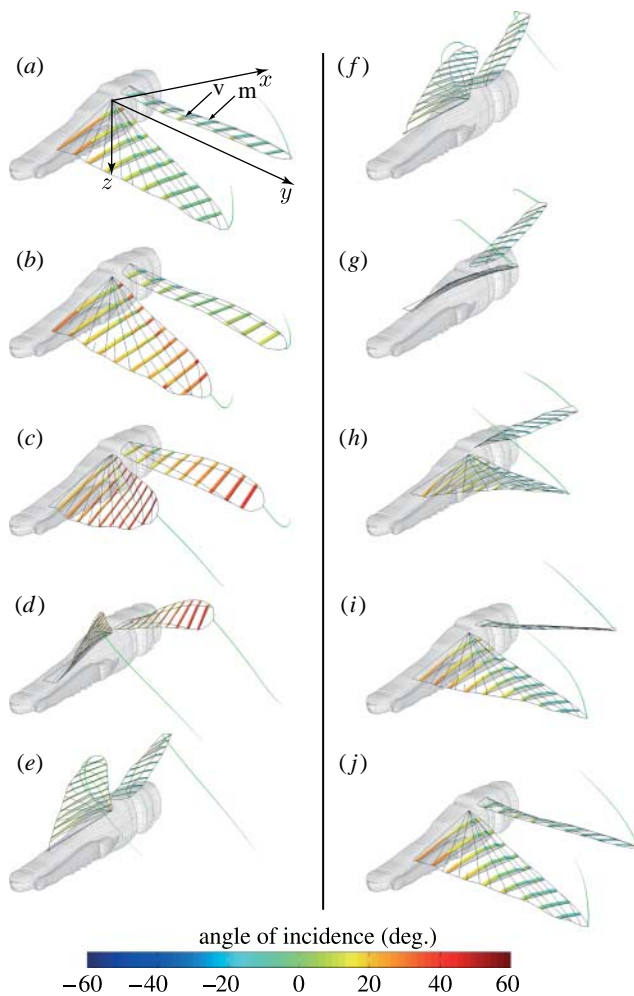 (a)
x
v
m
z
y
(b)
(c)
(d)
(e)
(f)
(g)
(h)
(i)
(j)
angle of incidence (deg.)
−60 −40 −20 0 20 40 60